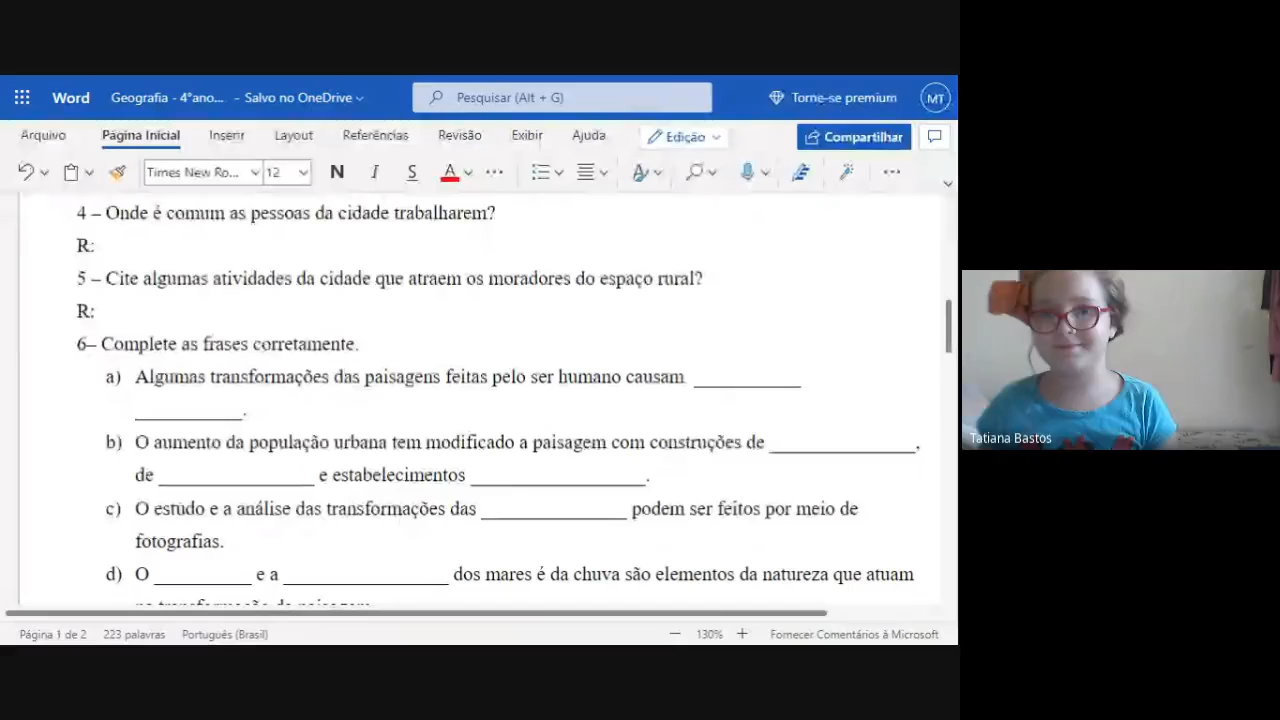 Word Geografia - 4°ano... - Salvo no OneDrive Pesquisar (Alt + G) Torne-se premium MT
Arquivo Página Inicial Inserir Layout Referências Revisão Exibir Ajuda Edição Compartilhar
Times New Ro... 12 N I S A ...
4 – Onde é comum as pessoas da cidade trabalharem?
R:
5 – Cite algumas atividades da cidade que atraem os moradores do espaço rural?
R:
6– Complete as frases corretamente.
a) Algumas transformações das paisagens feitas pelo ser humano causam ___________
___________.
b) O aumento da população urbana tem modificado a paisagem com construções de _______________,
de ________________ e estabelecimentos __________________.
c) O estudo e a análise das transformações das _______________ podem ser feitos por meio de
fotografias.
d) O __________ e a _________________ dos mares é da chuva são elementos da natureza que atuam
Página 1 de 2 223 palavras Português (Brasil) 130% Fornecer Comentários à Microsoft
Tatiana Bastos